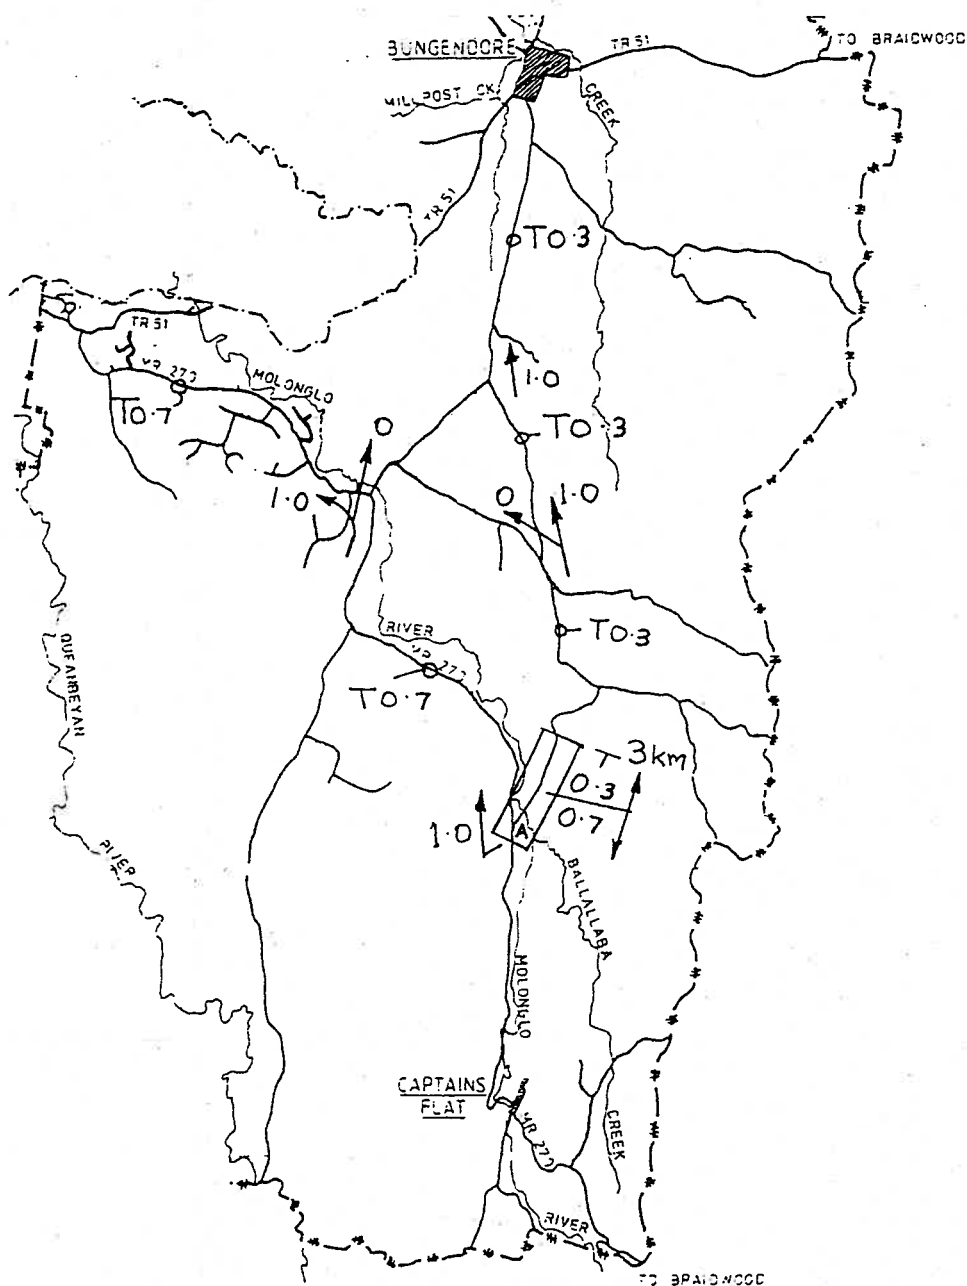 BUNGENDORE
TR 51
TO BRAIDWOOD
MILLPOST CK
CREEK
TR 51
TO.3
TR 51
MR 270
MOLONGLO
1.0
TO.7
TO.3
0
1.0
0
1.0
RIVER
TO.3
MR 270
QUEANBEYAN
TO.7
T 3km
0.3
0.7
1.0
A
RIVER
BALLALLABA
MOLONGLO
CAPTAINS
FLAT
MR 270
CREEK
RIVER
TO BRAIDWOOD